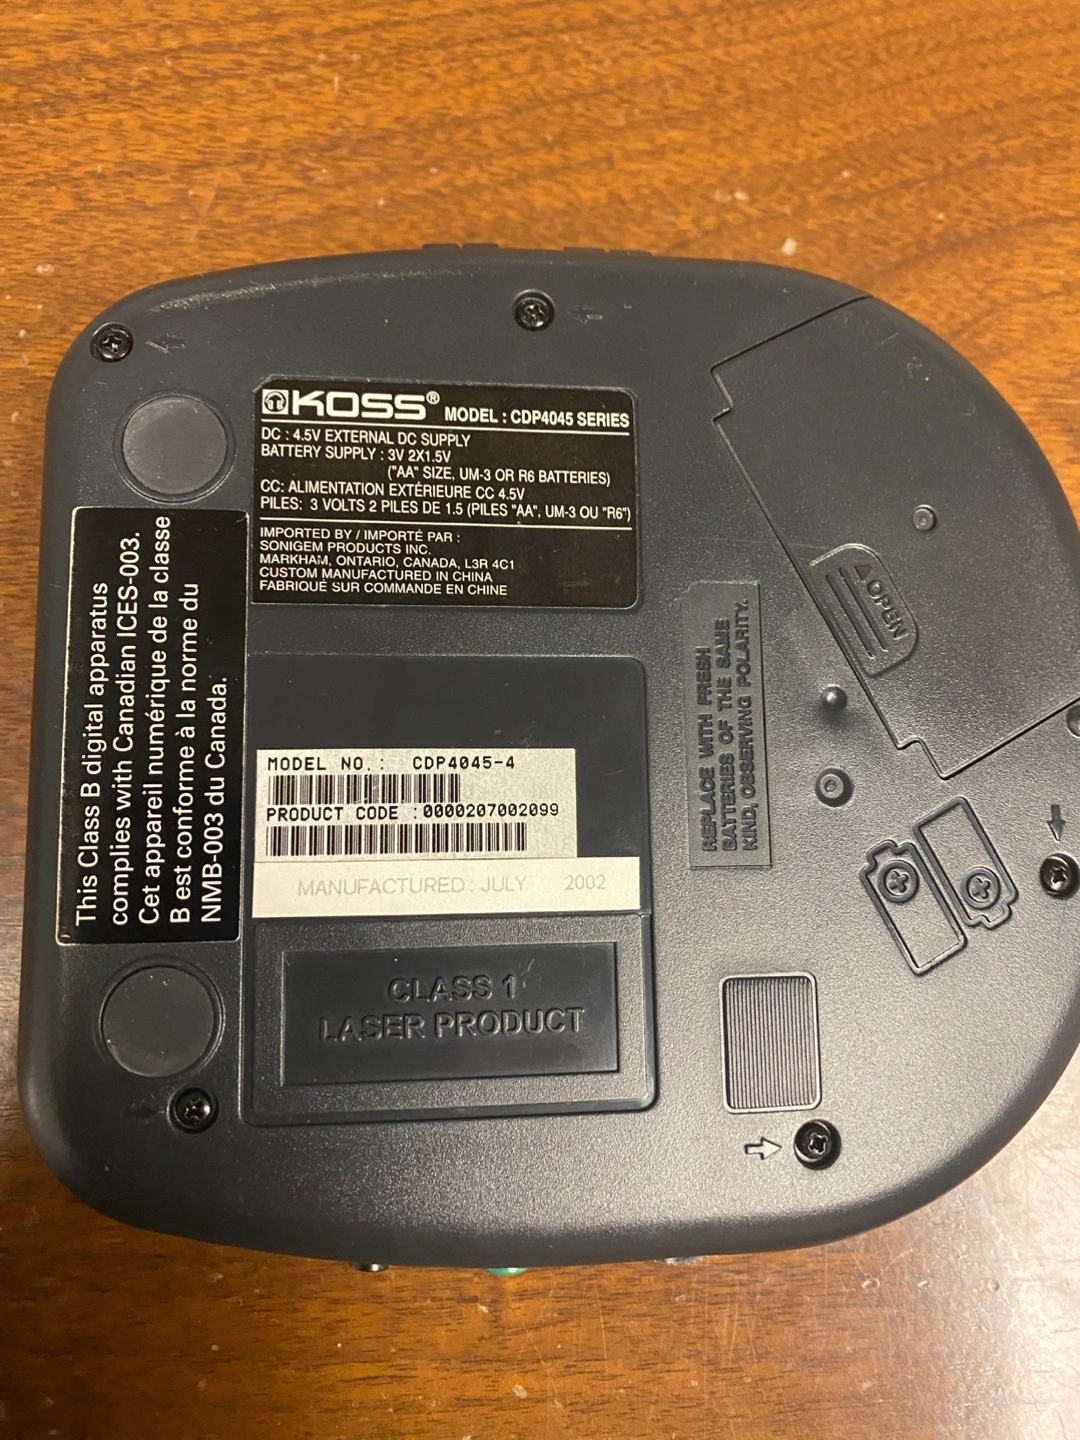 KOSS® MODEL : CDP4045 SERIES
DC : 4.5V EXTERNAL DC SUPPLY
BATTERY SUPPLY : 3V 2X1.5V
("AA" SIZE, UM-3 OR R6 BATTERIES)
CC: ALIMENTATION EXTÉRIEURE CC 4.5V
PILES: 3 VOLTS 2 PILES DE 1.5 (PILES "AA", UM-3 OU "R6")
IMPORTED BY / IMPORTÉ PAR :
SONIGEM PRODUCTS INC.
MARKHAM, ONTARIO, CANADA, L3R 4C1
CUSTOM MANUFACTURED IN CHINA
FABRIQUÉ SUR COMMANDE EN CHINE
This Class B digital apparatus
complies with Canadian ICES-003.
Cet appareil numérique de la classe
B est conforme à la norme du
NMB-003 du Canada.
OPEN
REPLACE WITH FRESH
BATTERIES OF THE SAME
KIND, OBSERVING POLARITY.
MODEL NO.: CDP4045-4
PRODUCT CODE :0000207002099
MANUFACTURED : JULY 2002
CLASS 1
LASER PRODUCT